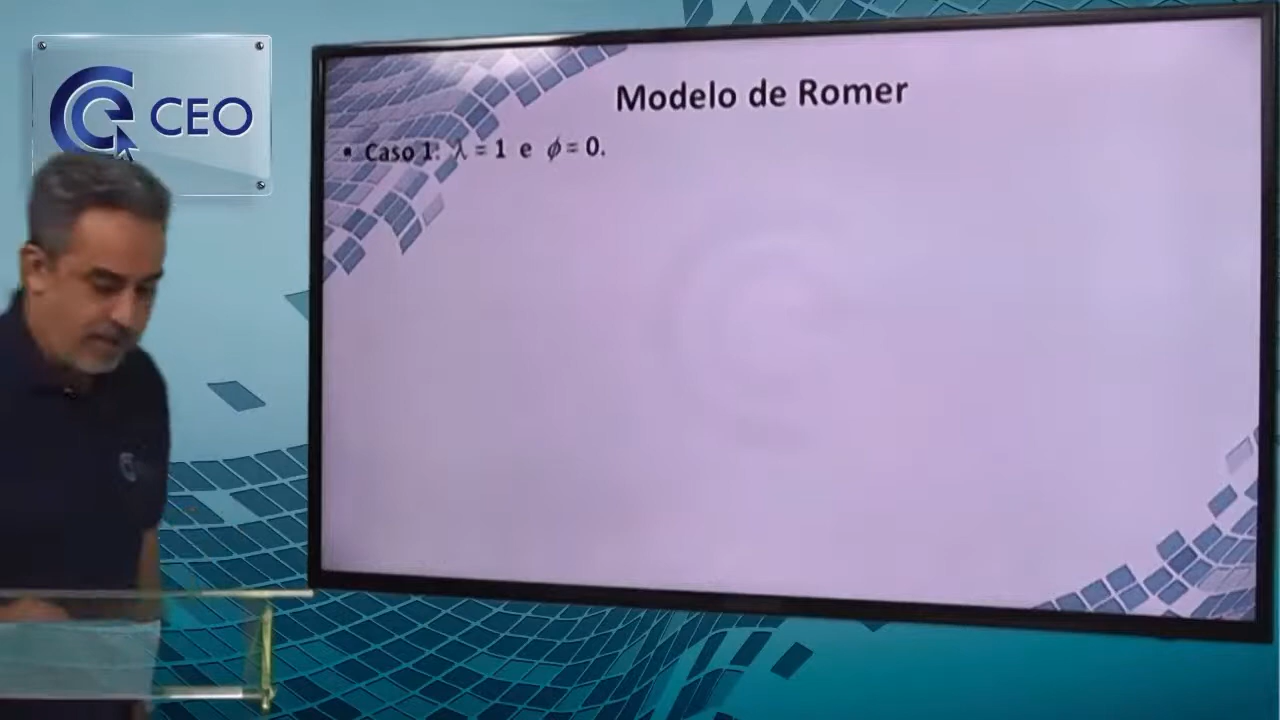 CEO
Modelo de Romer
• Caso 1: λ = 1 e ϕ = 0.